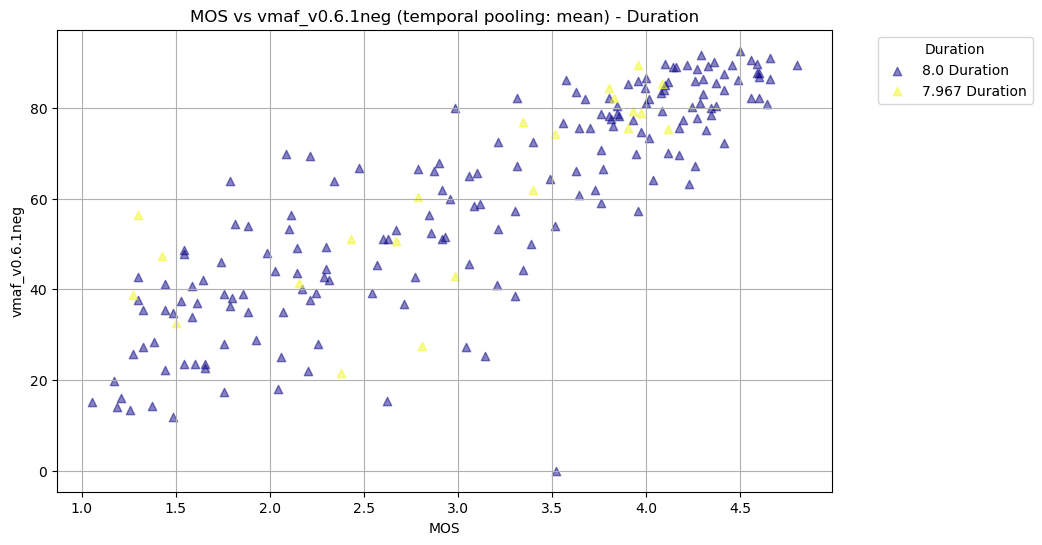 MOS vs vmaf_v0.6.1neg (temporal pooling: mean) - Duration
Duration
8.0 Duration
7.967 Duration
vmaf_v0.6.1neg
80
60
40
20
0
1.0 1.5 2.0 2.5 3.0 3.5 4.0 4.5
MOS